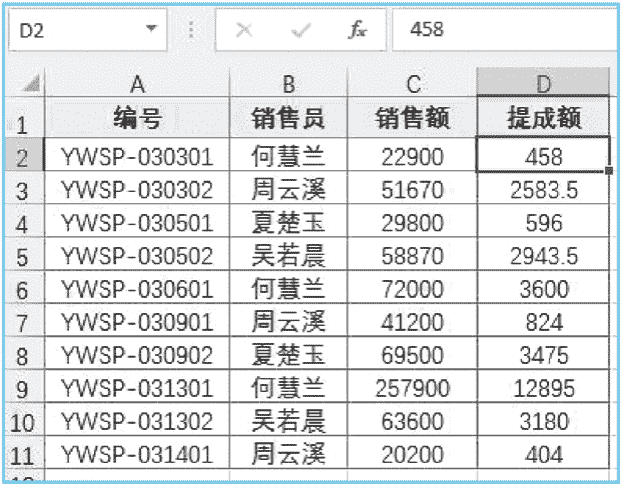 D2 fx 458
A B C D
1 编号 销售员 销售额 提成额
2 YWSP-030301 何慧兰 22900 458
3 YWSP-030302 周云溪 51670 2583.5
4 YWSP-030501 夏楚玉 29800 596
5 YWSP-030502 吴若晨 58870 2943.5
6 YWSP-030601 何慧兰 72000 3600
7 YWSP-030901 周云溪 41200 824
8 YWSP-030902 夏楚玉 69500 3475
9 YWSP-031301 何慧兰 257900 12895
10 YWSP-031302 吴若晨 63600 3180
11 YWSP-031401 周云溪 20200 404